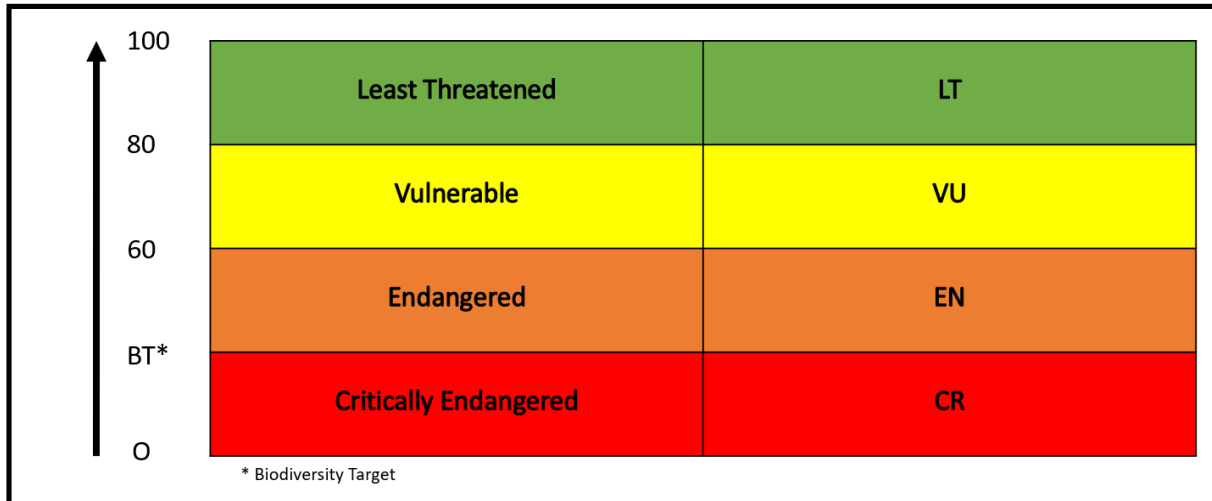 100
Least Threatened LT
80
Vulnerable VU
60
Endangered EN
BT*
Critically Endangered CR
O
* Biodiversity Target